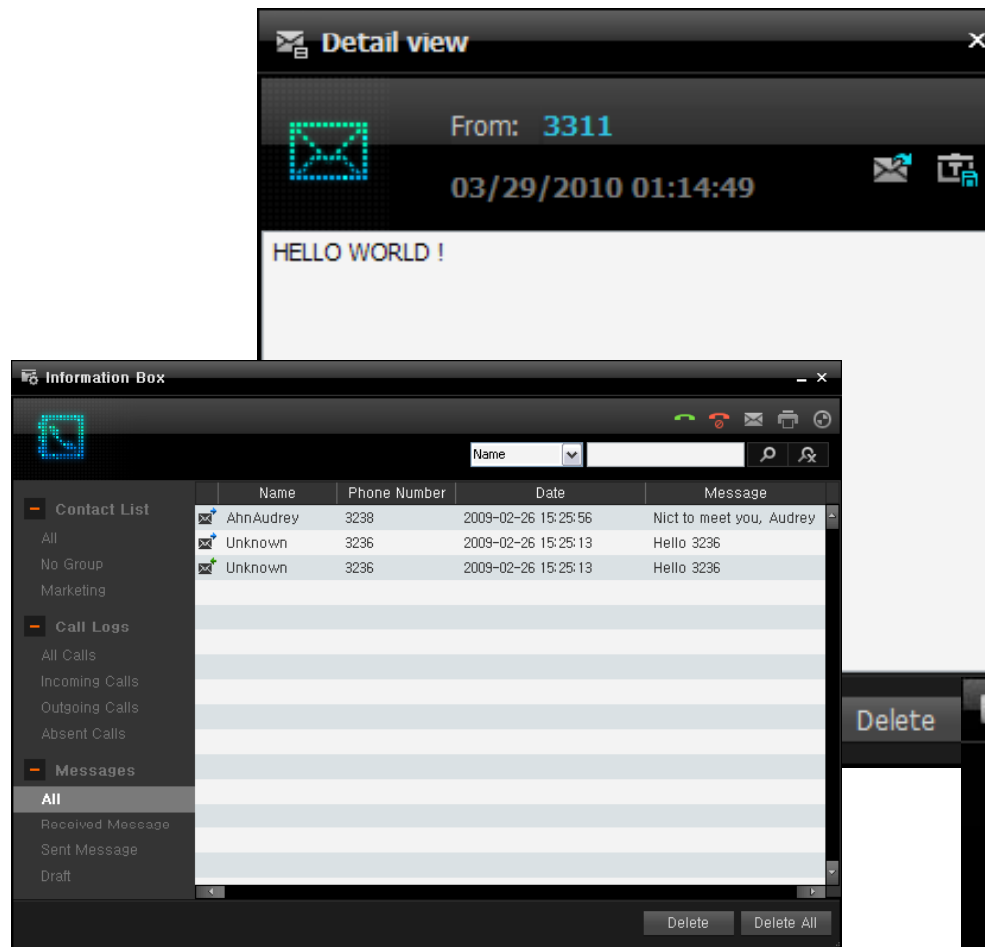 Detail view
From: 3311
03/29/2010 01:14:49
HELLO WORLD !
Delete
Information Box
Name
Name Phone Number Date Message
AhnAudrey 3238 2009-02-26 15:25:56 Nict to meet you, Audrey
Unknown 3236 2009-02-26 15:25:13 Hello 3236
Unknown 3236 2009-02-26 15:25:13 Hello 3236
Contact List
All
No Group
Marketing
Call Logs
All Calls
Incoming Calls
Outgoing Calls
Absent Calls
Messages
All
Received Message
Sent Message
Draft
Delete Delete All